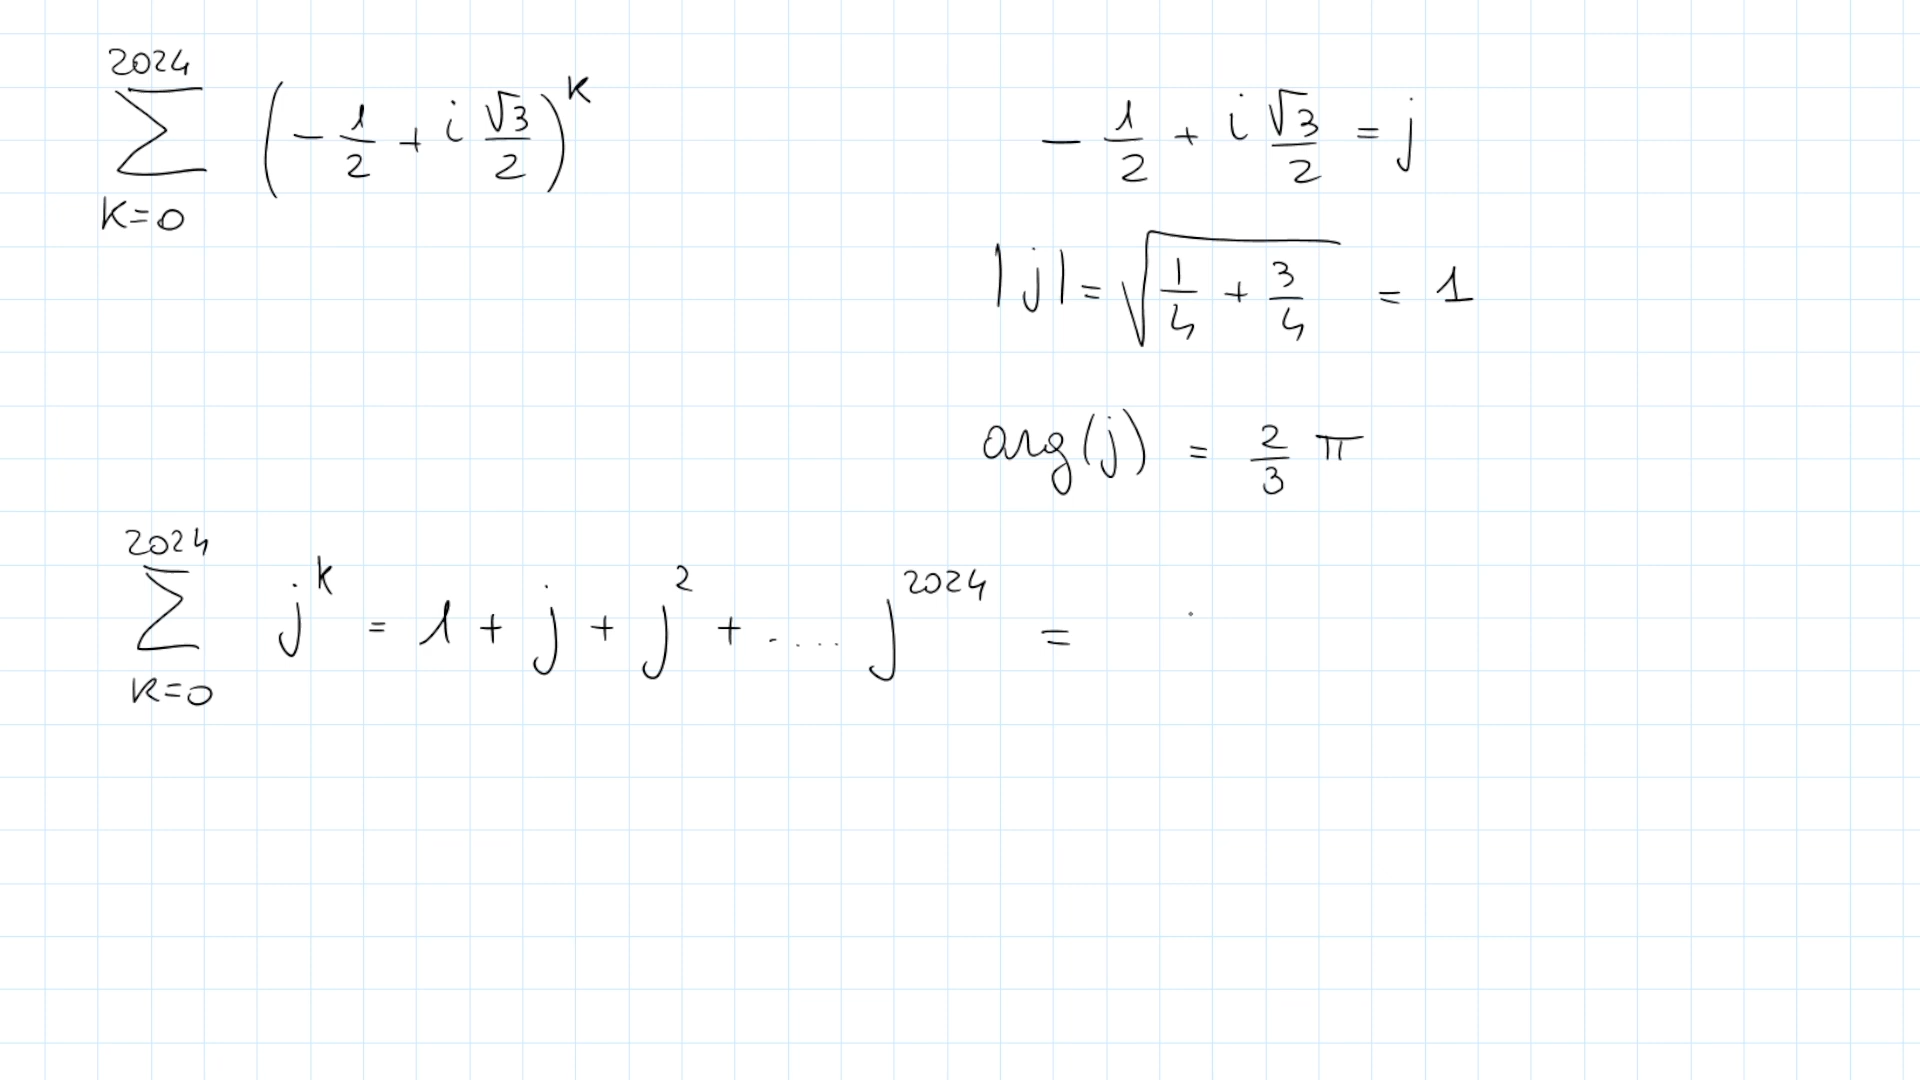 2024
∑ (-1/2 + i √3/2)^K
K=0
-1/2 + i √3/2 = j
|j| = √(1/4 + 3/4) = 1
arg(j) = 2/3 π
2024
∑ j^K = 1 + j + j^2 + ..... j^2024 =
K=0